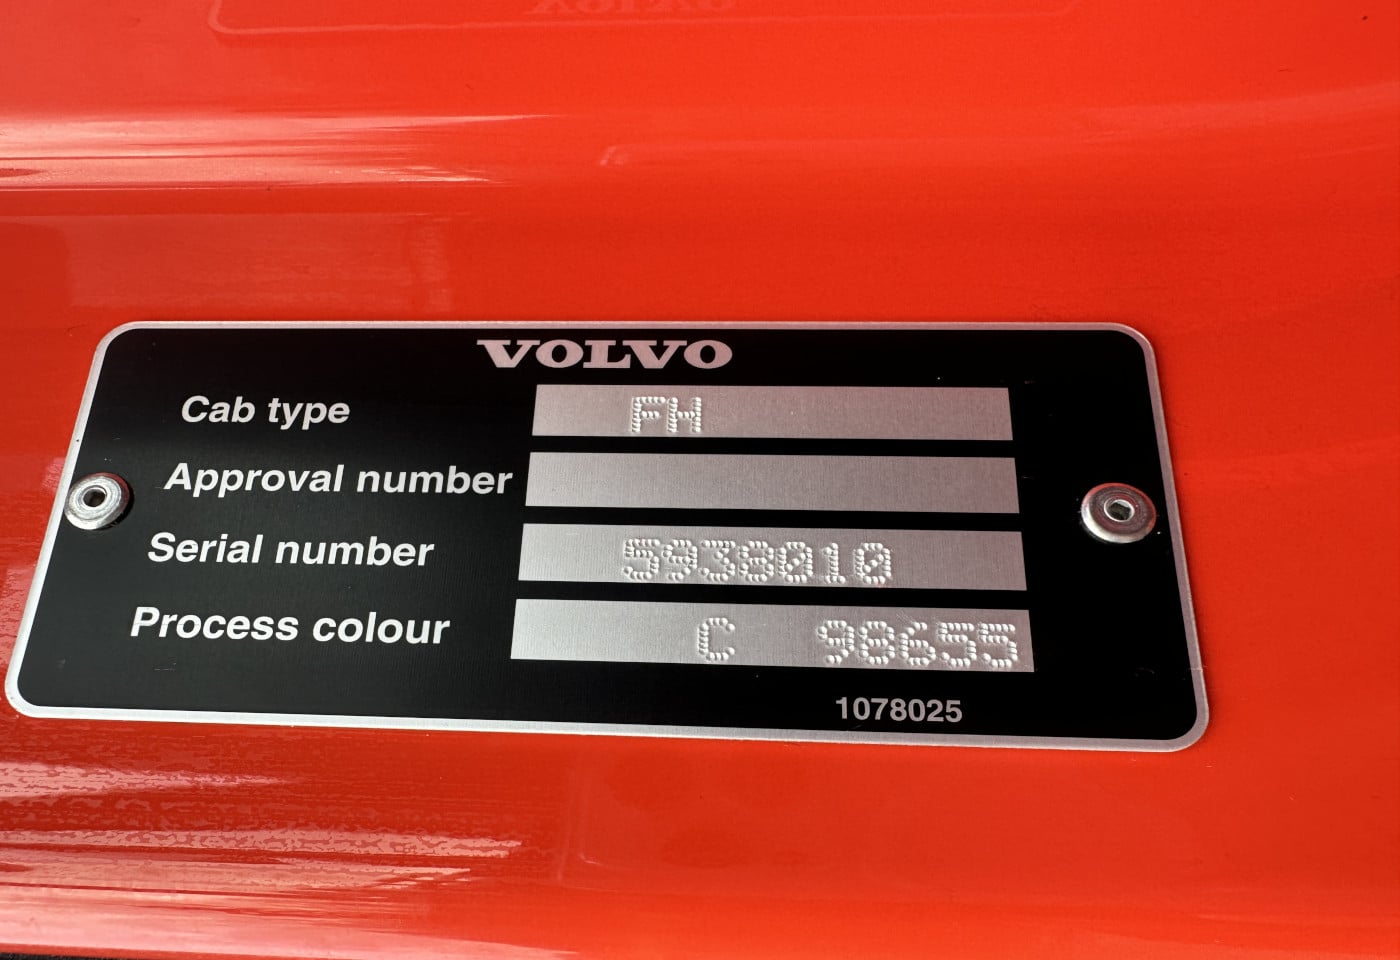 VOLVO
Cab type FH
Approval number
Serial number 5938010
Process colour C 98655
1078025